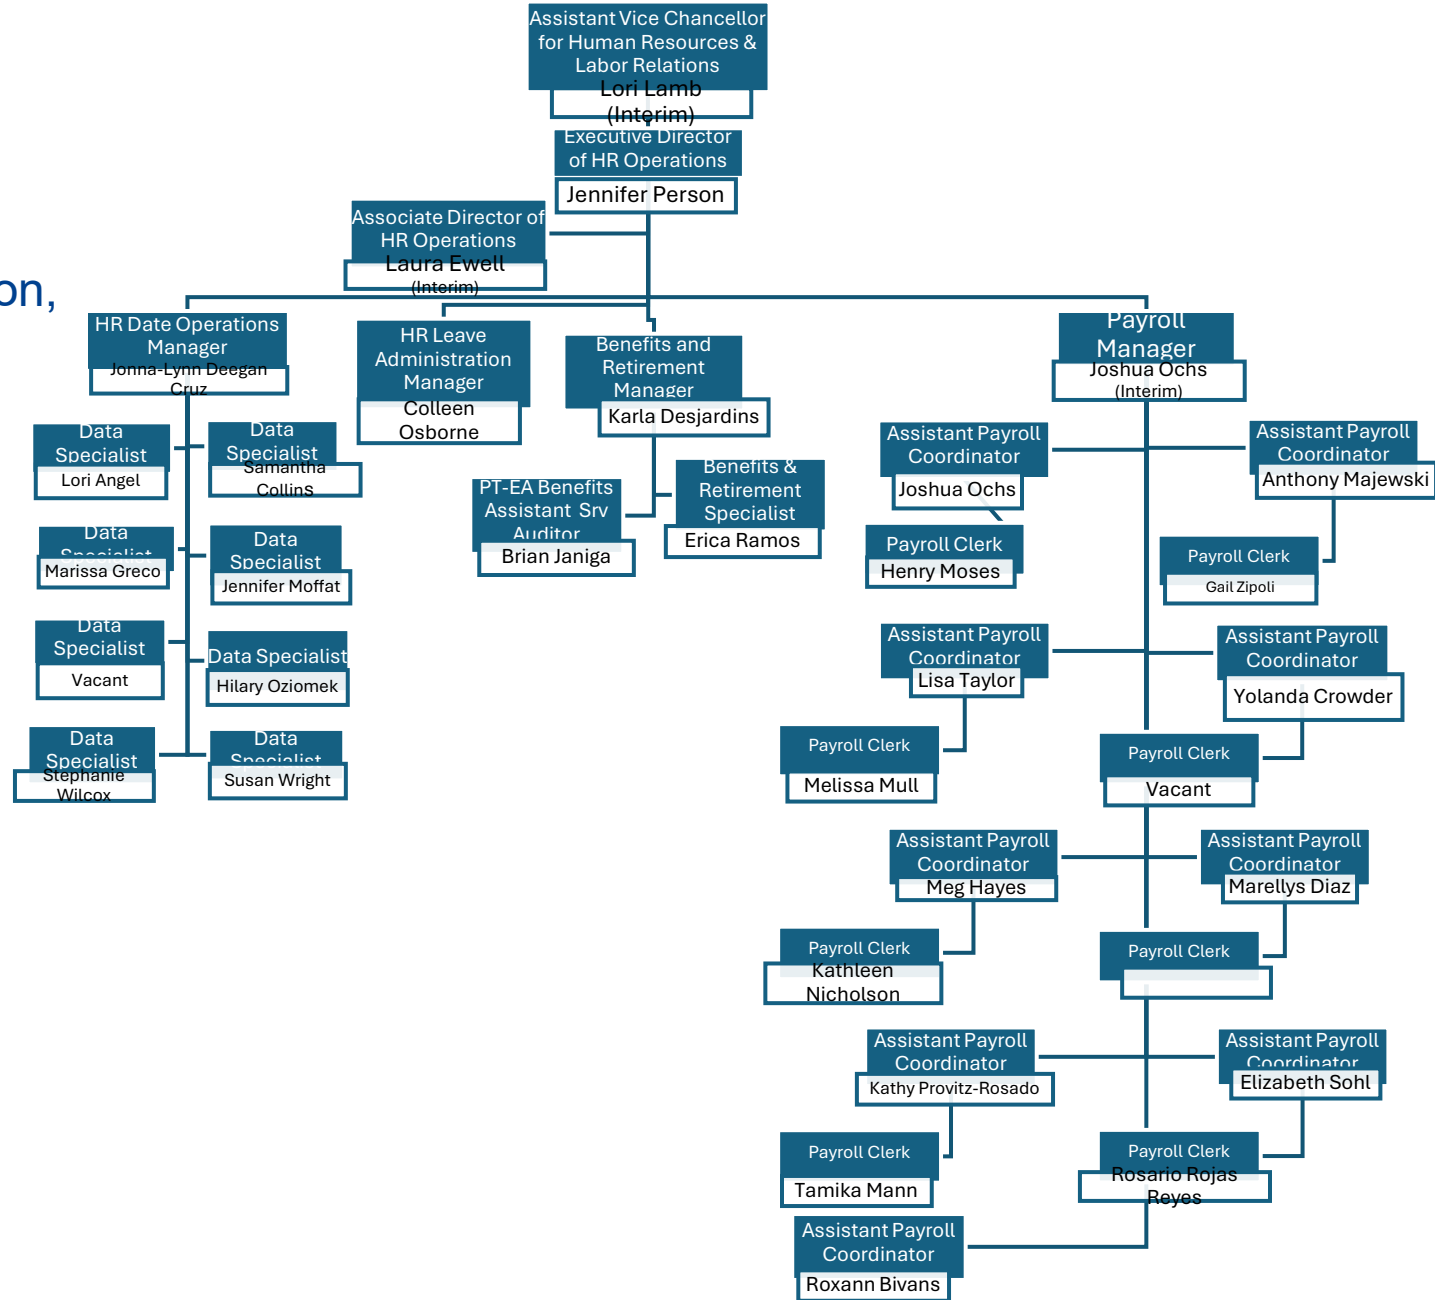 Assistant Vice Chancellor
for Human Resources &
Labor Relations
Lori Lamb
(Interim)
Executive Director
of HR Operations
Jennifer Person
Associate Director of
HR Operations
Laura Ewell
(Interim)
on,
HR Date Operations
Manager
Jonna-Lynn Deegan
Cruz
HR Leave
Administration
Manager
Colleen
Osborne
Benefits and
Retirement
Manager
Karla Desjardins
Payroll
Manager
Joshua Ochs
(Interim)
Data
Specialist
Lori Angel
Data
Specialist
Samantha
Collins
Data
Specialist
Marissa Greco
Data
Specialist
Jennifer Moffat
Data
Specialist
Vacant
Data Specialist
Hilary Oziomek
Data
Specialist
Stephanie
Wilcox
Data
Specialist
Susan Wright
PT-EA Benefits
Assistant Srv
Auditor
Brian Janiga
Benefits &
Retirement
Specialist
Erica Ramos
Assistant Payroll
Coordinator
Joshua Ochs
Payroll Clerk
Henry Moses
Assistant Payroll
Coordinator
Anthony Majewski
Payroll Clerk
Gail Zipoli
Assistant Payroll
Coordinator
Lisa Taylor
Payroll Clerk
Melissa Mull
Assistant Payroll
Coordinator
Yolanda Crowder
Payroll Clerk
Vacant
Assistant Payroll
Coordinator
Meg Hayes
Payroll Clerk
Kathleen
Nicholson
Assistant Payroll
Coordinator
Marellys Diaz
Payroll Clerk
Assistant Payroll
Coordinator
Kathy Provitz-Rosado
Payroll Clerk
Tamika Mann
Assistant Payroll
Coordinator
Elizabeth Sohl
Payroll Clerk
Rosario Rojas
Reyes
Assistant Payroll
Coordinator
Roxann Bivans